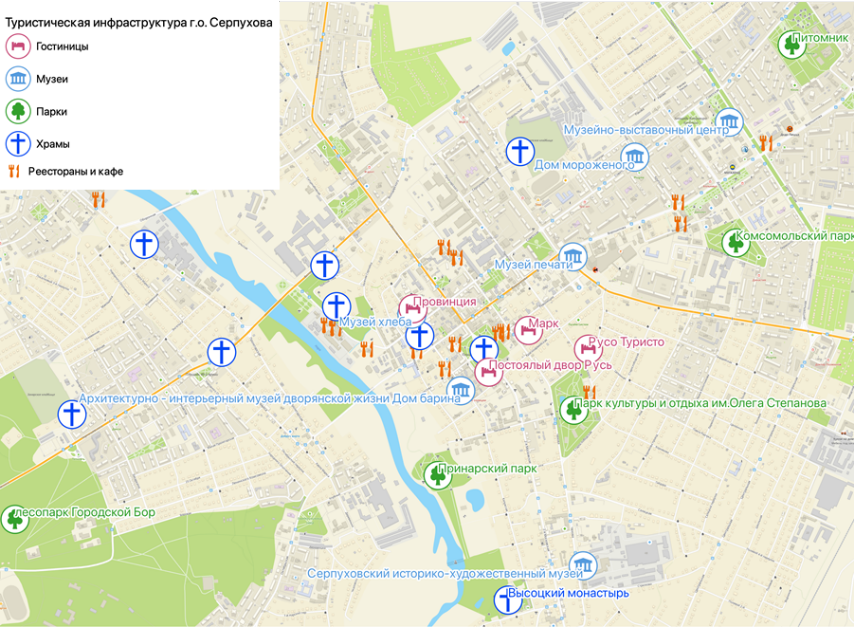 Туристическая инфраструктура г.о. Серпухова
Гостиницы
Музеи
Парки
Храмы
Реестораны и кафе
Питомник
Музейно-выставочный центр
Дом мороженого
Комсомольский парк
Музей печати
Провинция
Музей хлеба
Марк
Русо Туристо
Постоялый двор Русь
Архитектурно - интерьерный музей дворянской жизни Дом барина
Парк культуры и отдыха им.Олега Степанова
Принарский парк
лесопарк Городской Бор
Серпуховский историко-художественный музей
Высоцкий монастырь